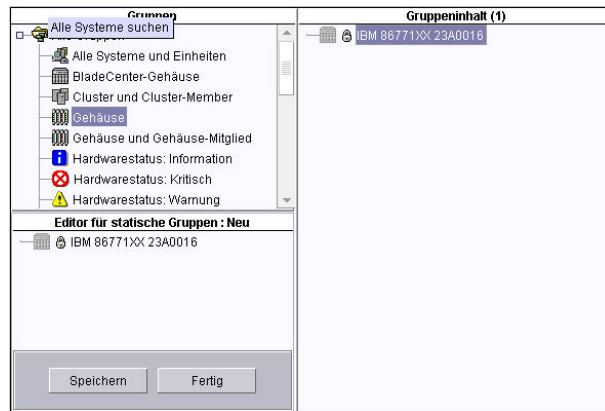 Gruppen
Alle Systeme suchen
Alle Systeme und Einheiten
BladeCenter-Gehäuse
Cluster und Cluster-Member
Gehäuse
Gehäuse und Gehäuse-Mitglied
Hardwarestatus: Information
Hardwarestatus: Kritisch
Hardwarestatus: Warnung
Editor für statische Gruppen : Neu
IBM 86771XX 23A0016
Speichern
Fertig
Gruppeninhalt (1)
IBM 86771XX 23A0016